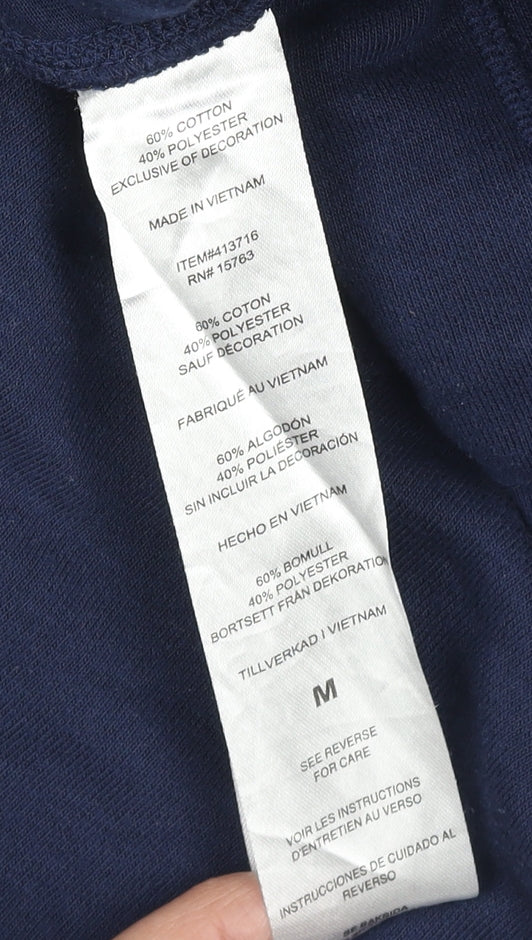 60% COTTON
40% POLYESTER
EXCLUSIVE OF DECORATION
MADE IN VIETNAM
ITEM#413716
RN# 15763
60% COTON
40% POLYESTER
SAUF DÉCORATION
FABRIQUÉ AU VIETNAM
60% ALGODÓN
40% POLIÉSTER
SIN INCLUIR LA DECORACIÓN
HECHO EN VIETNAM
60% BOMULL
40% POLYESTER
BORTSETT FRÅN DEKORATION
TILLVERKAD I VIETNAM
M
SEE REVERSE
FOR CARE
VOIR LES INSTRUCTIONS
D'ENTRETIEN AU VERSO
INSTRUCCIONES DE CUIDADO AL
REVERSO
SE BAKSIDA